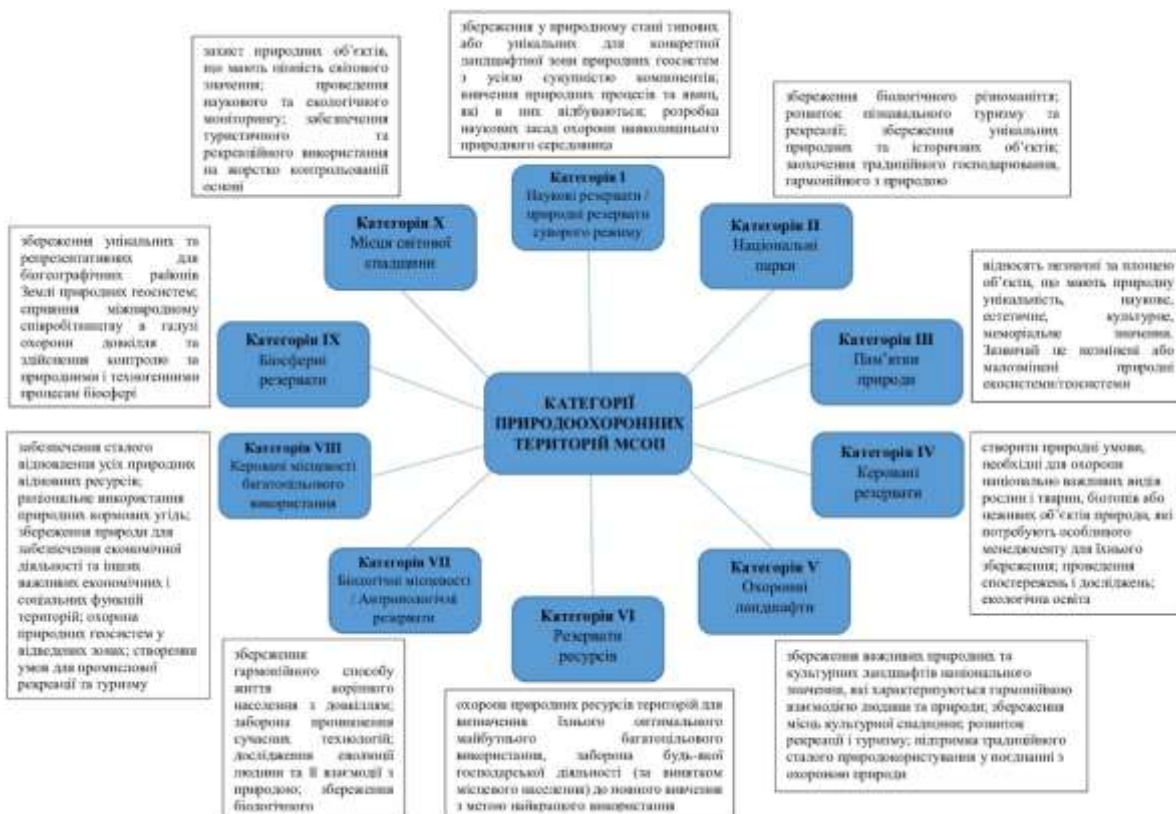 збереження у природному стані типових
або унікальних для конкретної
ландшафтної зони природних геосистем
з усією сукупністю компонентів;
вивчення природних процесів та явищ,
які в них відбуваються; розробка
наукових засад охорони навколишнього
природного середовища
Категорія I
Наукові резервати /
природні резервати
суворого режиму
збереження біологічного різноманіття;
розвиток пізнавального туризму та
рекреації; збереження унікальних
природних та історичних об’єктів;
заохочення традиційного господарювання,
гармонійного з природою
Категорія II
Національні
парки
відносять незначні за площею
об’єкти, що мають природну
унікальність, наукове,
естетичне, культурне,
меморіальне значення.
Зазвичай це незмінені або
малозмінені природні
екосистеми/геосистеми
Категорія III
Пам’ятки
природи
створити природні умови,
необхідні для охорони
національно важливих видів
рослин і тварин, біотопів або
неживих об’єктів природи, які
потребують особливого
менеджменту для їхнього
збереження; проведення
спостережень і досліджень;
екологічна освіта
Категорія IV
Керовані
резервати
збереження важливих природних та
культурних ландшафтів національного
значення, які характеризуються гармонійною
взаємодією людини та природи; збереження
місць культурної спадщини; розвиток
рекреації і туризму; підтримка традиційного
сталого природокористування у поєднанні з
охороною природи
Категорія V
Охоронні
ландшафти
охорона природних ресурсів територій для
визначення їхнього оптимального
майбутнього багатоцільового
використання, заборона будь-якої
господарської діяльності (за винятком
місцевого населення) до повного вивчення
з метою найкращого використання
Категорія VI
Резервати
ресурсів
збереження
гармонійного способу
життя корінного
населення з довкіллям;
заборона проникнення
сучасних технологій;
дослідження еволюції
людини та її взаємодії з
природою; збереження
біологічного
Категорія VII
Біологічні місцевості
/ Антропологічні
резервати
забезпечення сталого
відновлення усіх природних
відновних ресурсів;
раціональне використання
природних кормових угідь;
збереження природи для
забезпечення економічної
діяльності та інших
важливих економічних і
соціальних функцій
територій; охорона
природних геосистем у
відведених зонах; створення
умов для промислової
рекреації та туризму
Категорія VIII
Керовані місцевості
багатоцільового
використання
збереження унікальних та
репрезентативних для
біогеографічних районів
Землі природних геосистем;
сприяння міжнародному
співробітництву в галузі
охорони довкілля та
здійснення контролю за
природними і техногенними
процесам біосфері
Категорія IX
Біосферні
резервати
захист природних об’єктів,
що мають цінність світового
значення; проведення
наукового та екологічного
моніторингу; забезпечення
туристичного та
рекреаційного використання
на жорстко контрольованій
основі
Категорія X
Місця світової
спадщини
КАТЕГОРІЇ
ПРИРОДООХОРОННИХ
ТЕРИТОРІЙ МСОП